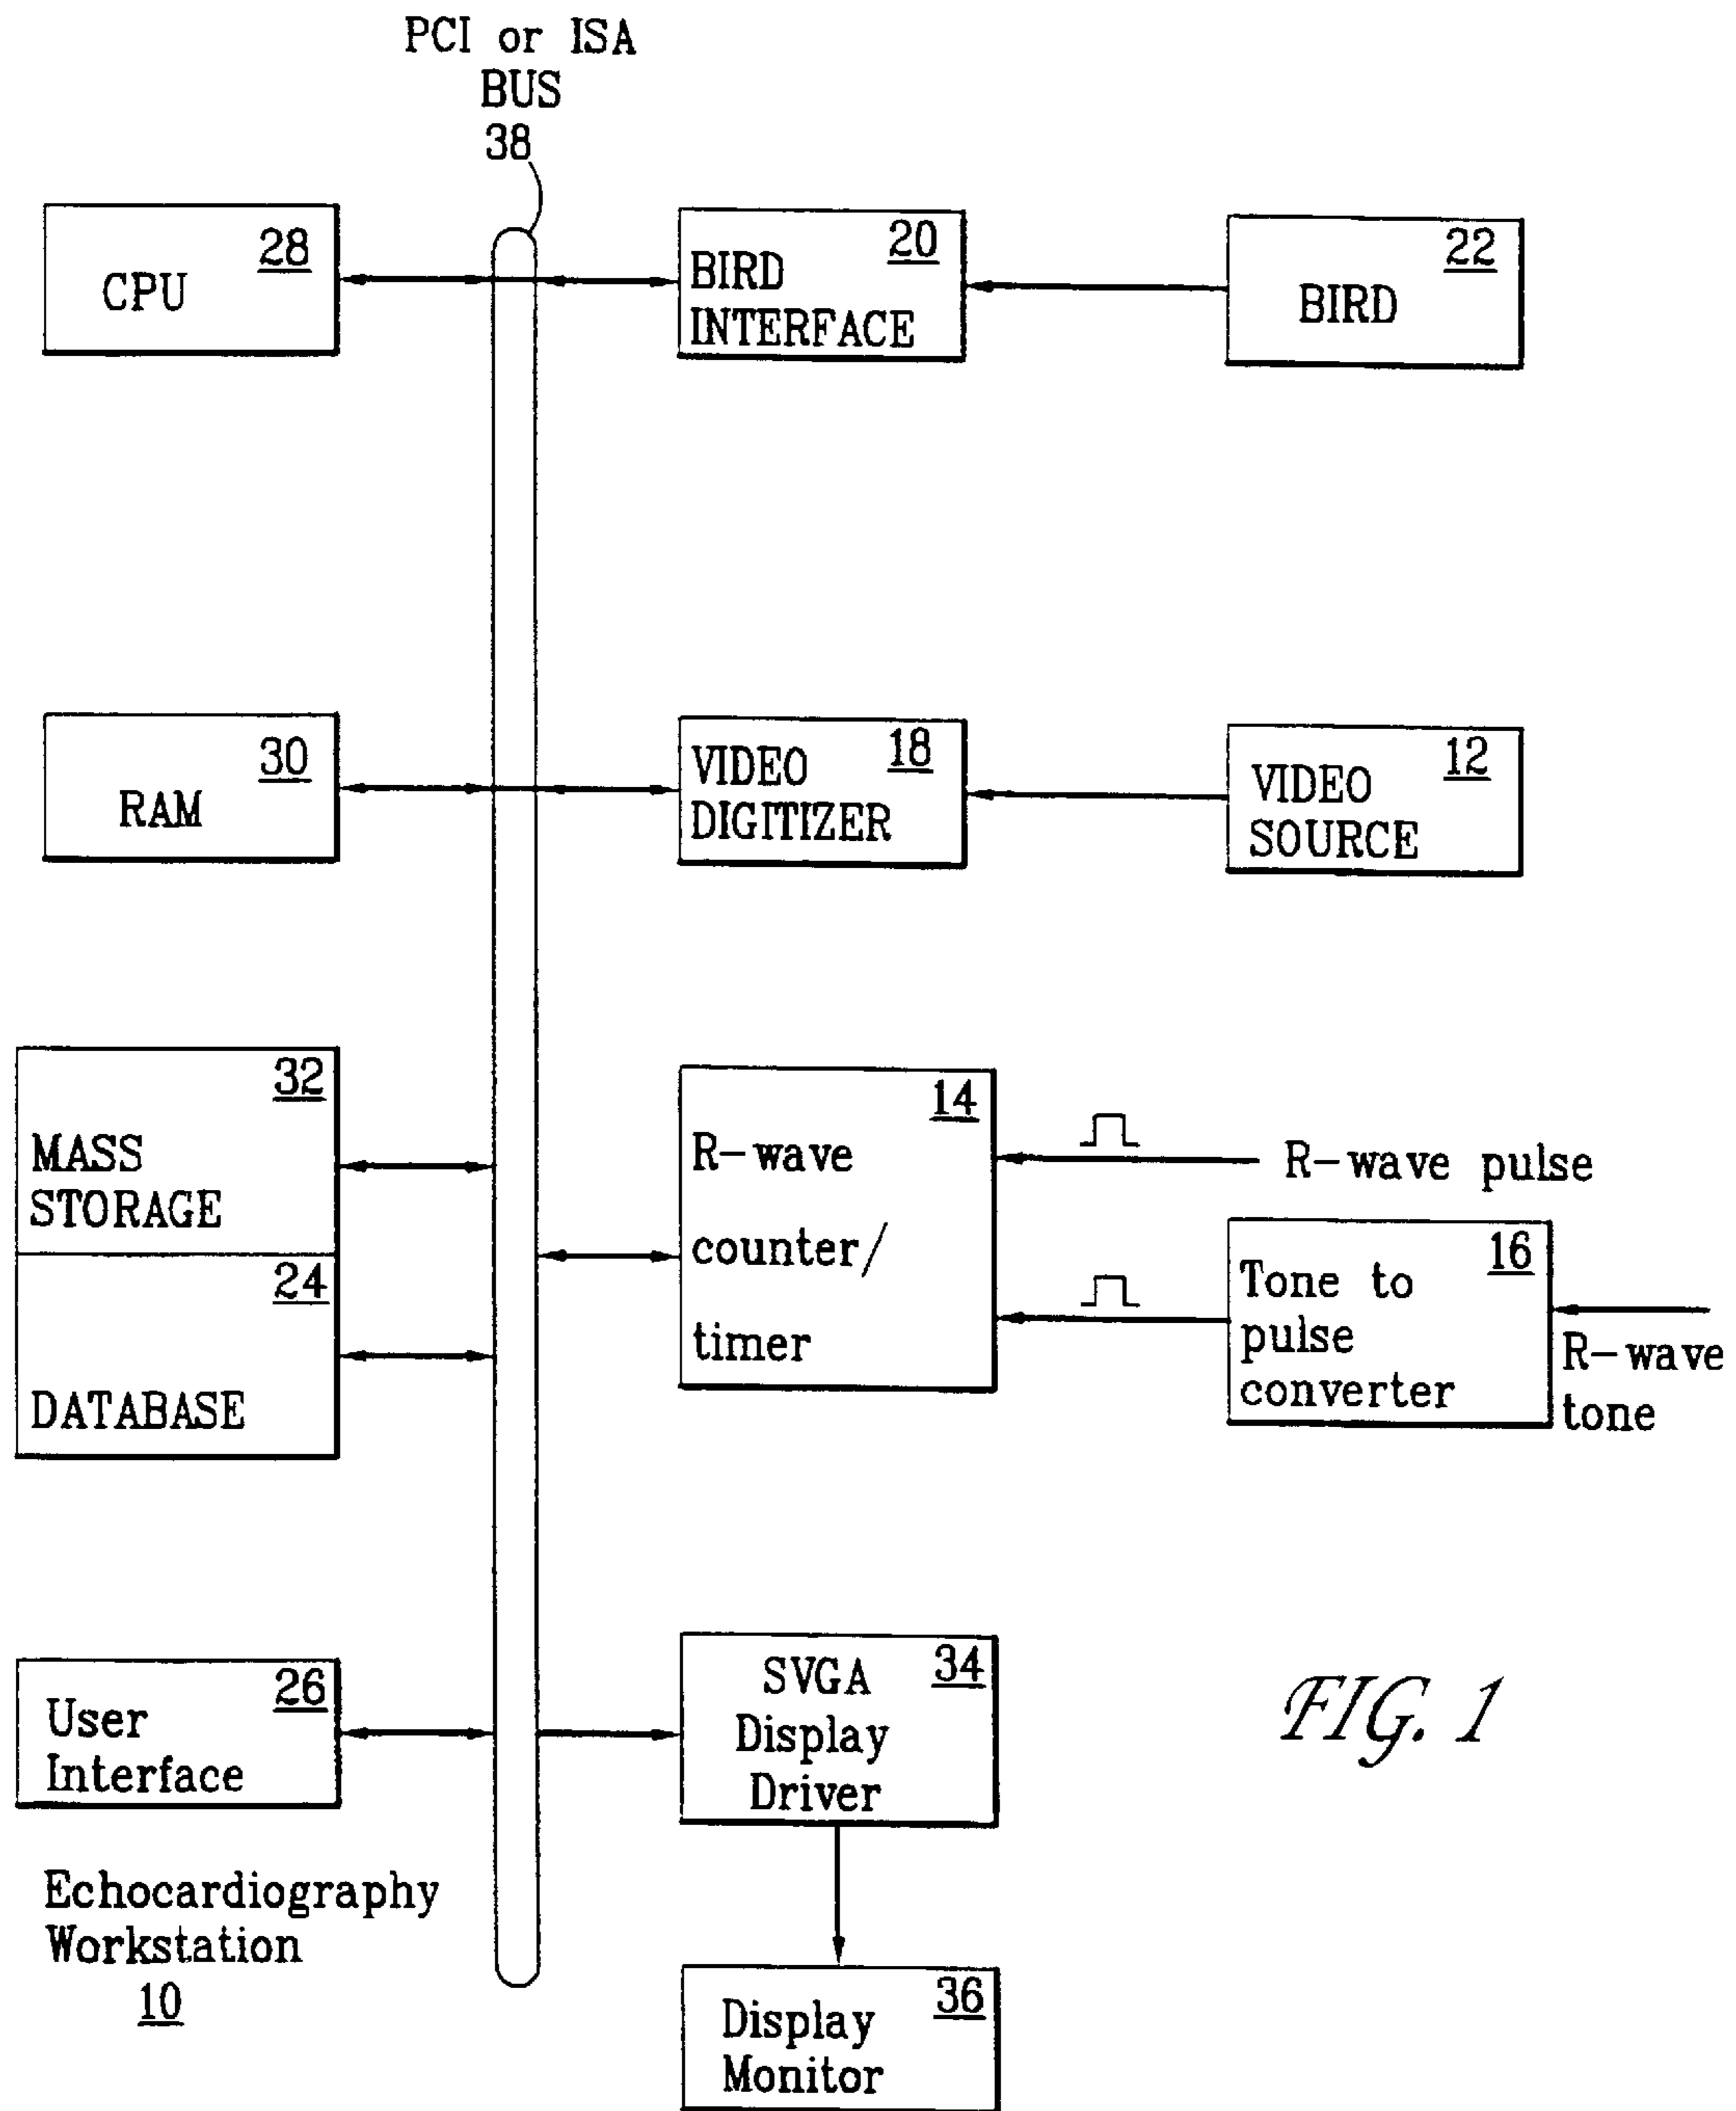 PCI or ISA
BUS
38
28
CPU
20
BIRD
INTERFACE
22
BIRD
30
RAM
18
VIDEO
DIGITIZER
12
VIDEO
SOURCE
32
MASS
STORAGE
24
DATABASE
14
R-wave
counter/
timer
R-wave pulse
16
Tone to
pulse
converter
R-wave
tone
26
User
Interface
34
SVGA
Display
Driver
FIG. 1
Echocardiography
Workstation
10
36
Display
Monitor